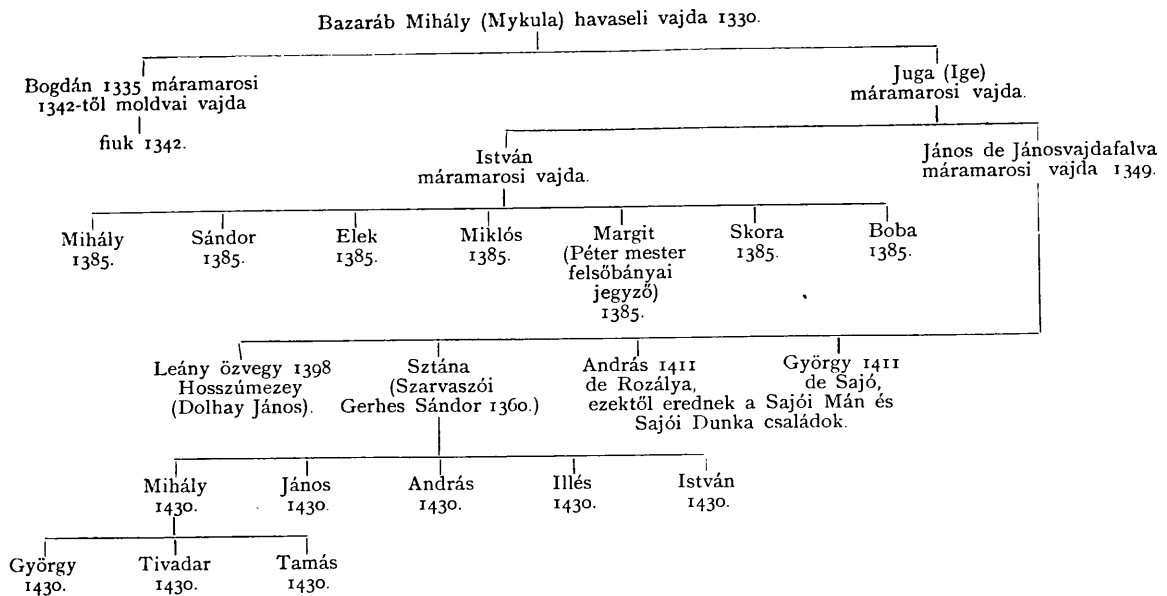 Bazaráb Mihály (Mykula) havaseli vajda 1330.
Bogdán 1335 máramarosi
1342-től moldvai vajda
fiuk 1342.
Juga (Ige)
máramarosi vajda.
István
máramarosi vajda.
János de Jánosvajdafalva
máramarosi vajda 1349.
Mihály
1385.
Sándor
1385.
Elek
1385.
Miklós
1385.
Margit
(Péter mester
felsőbányai
jegyző)
1385.
Skora
1385.
Boba
1385.
Leány özvegy 1398
Hosszúmezey
(Dolhay János).
Sztána
(Szarvaszói
Gerhes Sándor 1360.)
András 1411
de Rozálya,
György 1411
de Sajó,
ezektől erednek a Sajói Mán és
Sajói Dunka családok.
Mihály
1430.
János
1430.
András
1430.
Illés
1430.
István
1430.
György
1430.
Tivadar
1430.
Tamás
1430.